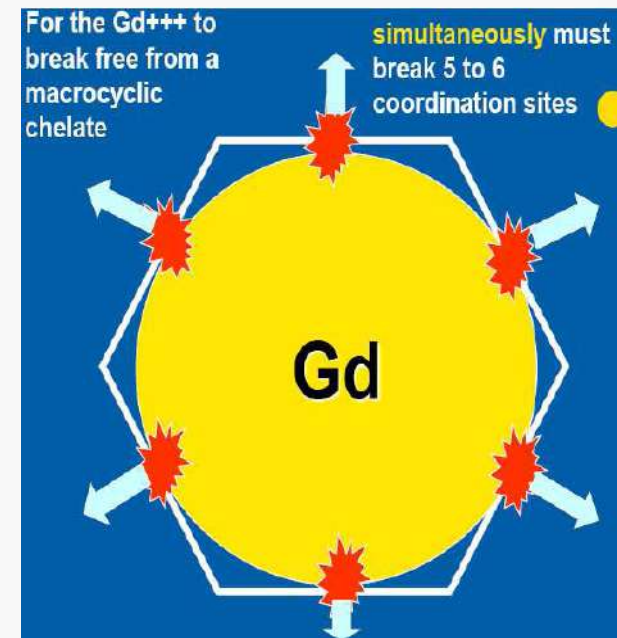 For the Gd+++ to
break free from a
macrocyclic
chelate
simultaneously must
break 5 to 6
coordination sites
Gd